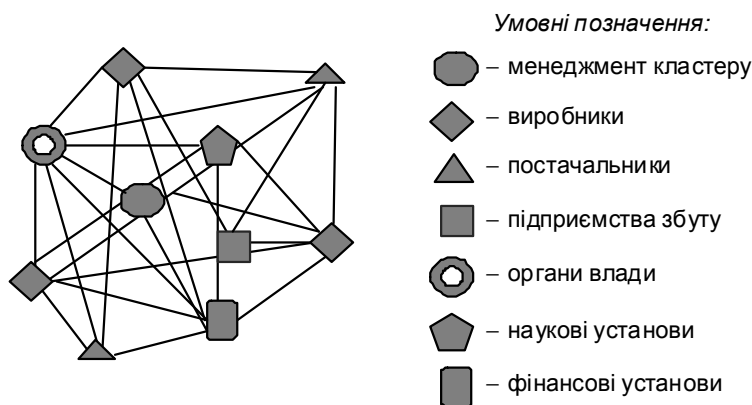 Умовні позначення:
– менеджмент кластеру
– виробники
– постачальники
– підприємства збуту
– органи влади
– наукові установи
– фінансові установи